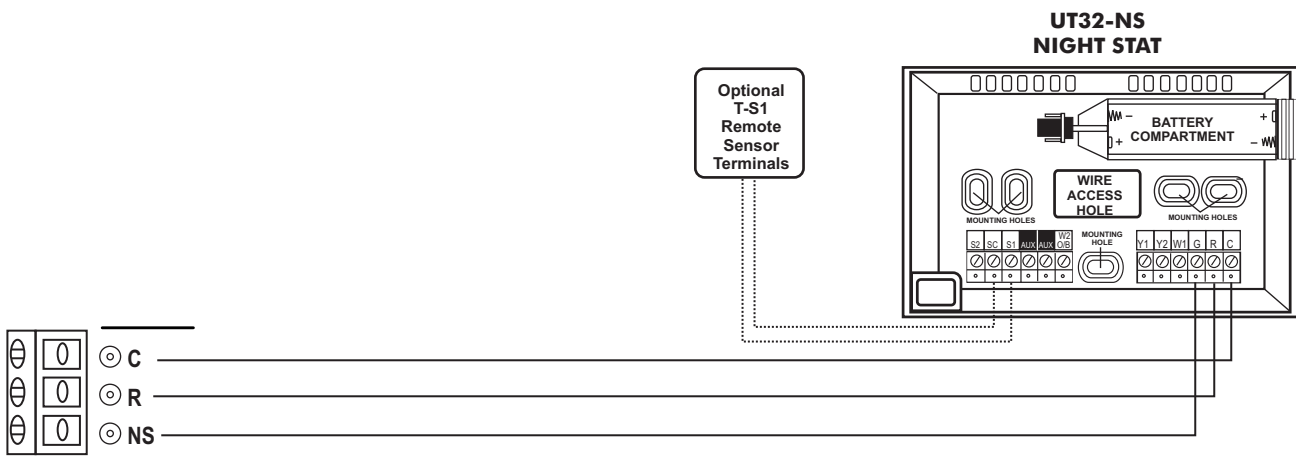 UT32-NS
NIGHT STAT
Optional
T-S1
Remote
Sensor
Terminals
BATTERY
COMPARTMENT
– +
+ –
WIRE
ACCESS
HOLE
MOUNTING HOLES
MOUNTING HOLES
MOUNTING
HOLE
S2 SC S1 AUX AUX W2
O/B
Y1 Y2 W1 G R C
C
R
NS